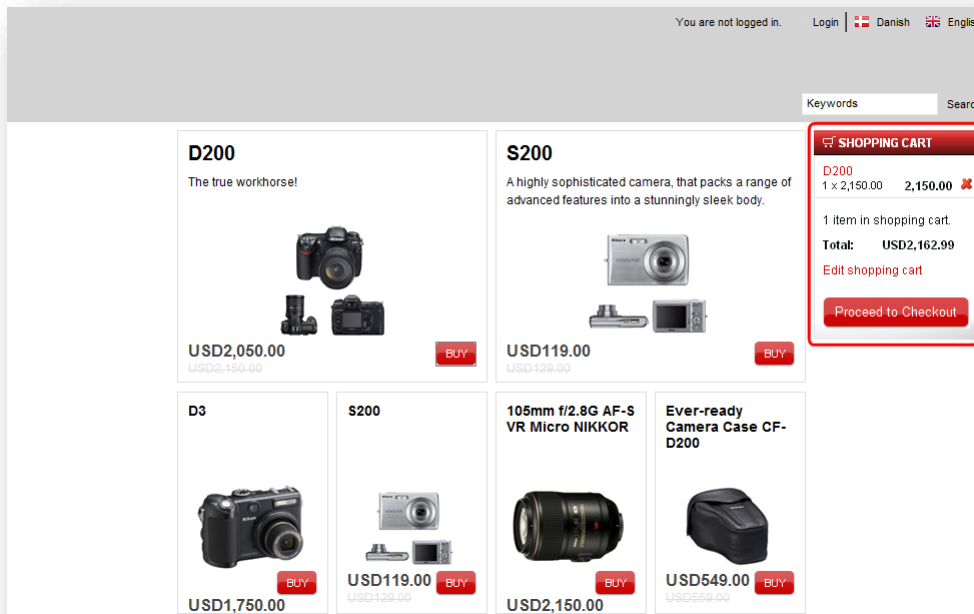 You are not logged in. Login Danish Englis
Keywords Searc
D200
The true workhorse!
USD2,050.00
USD2,150.00
BUY
S200
A highly sophisticated camera, that packs a range of
advanced features into a stunningly sleek body.
USD119.00
USD129.00
BUY
SHOPPING CART
D200
1 x 2,150.00 2,150.00
1 item in shopping cart.
Total: USD2,162.99
Edit shopping cart
Proceed to Checkout
D3
BUY
USD1,750.00
S200
USD119.00
USD129.00
BUY
105mm f/2.8G AF-S
VR Micro NIKKOR
BUY
USD2,150.00
Ever-ready
Camera Case CF-
D200
USD549.00
USD559.00
BUY